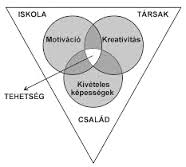 ISKOLA
TÁRSAK
Motiváció
Kreativitás
TEHETSÉG
Kivételes
képességek
CSALÁD